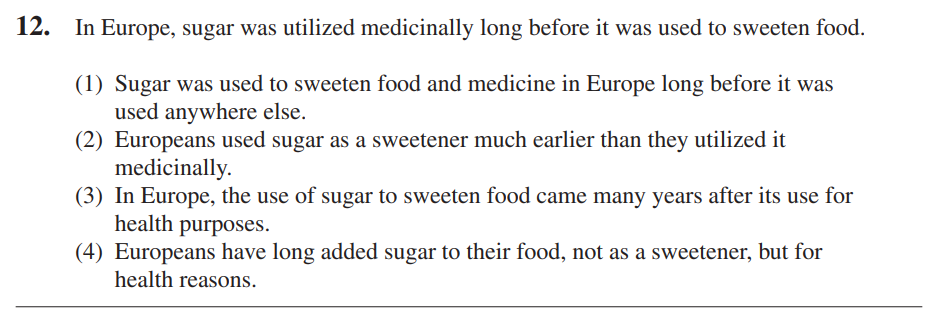 12. In Europe, sugar was utilized medicinally long before it was used to sweeten food.
(1) Sugar was used to sweeten food and medicine in Europe long before it was
used anywhere else.
(2) Europeans used sugar as a sweetener much earlier than they utilized it
medicinally.
(3) In Europe, the use of sugar to sweeten food came many years after its use for
health purposes.
(4) Europeans have long added sugar to their food, not as a sweetener, but for
health reasons.